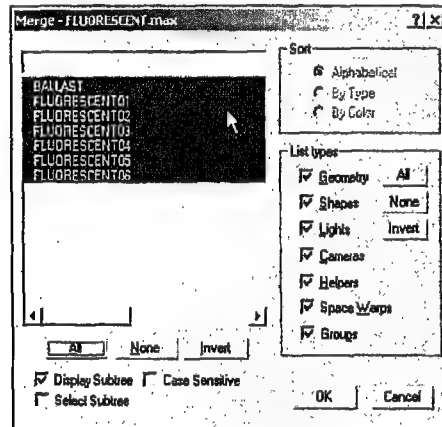 Merge - FLUORESCENT.max
BALLAST
FLUORESCENT01
FLUORESCENT02
FLUORESCENT03
FLUORESCENT04
FLUORESCENT05
FLUORESCENT06
All None Invert
Display Subtree Case Sensitive
Select Subtree
Sort
Alphabetical
By Type
By Color
List types
Geometry All
Shapes None
Lights Invert
Cameras
Helpers
Space Warps
Groups
OK Cancel